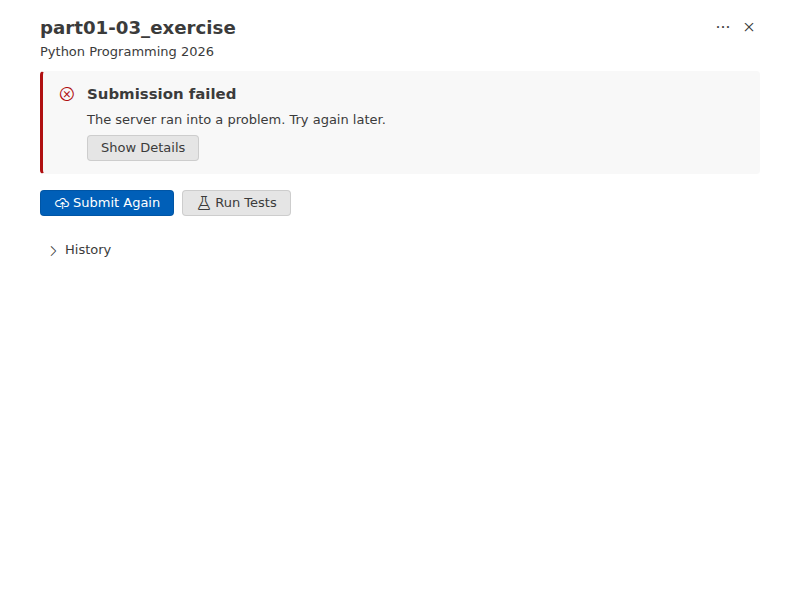 part01-03_exercise
Python Programming 2026
Submission failed
The server ran into a problem. Try again later.
Show Details
Submit Again
Run Tests
History